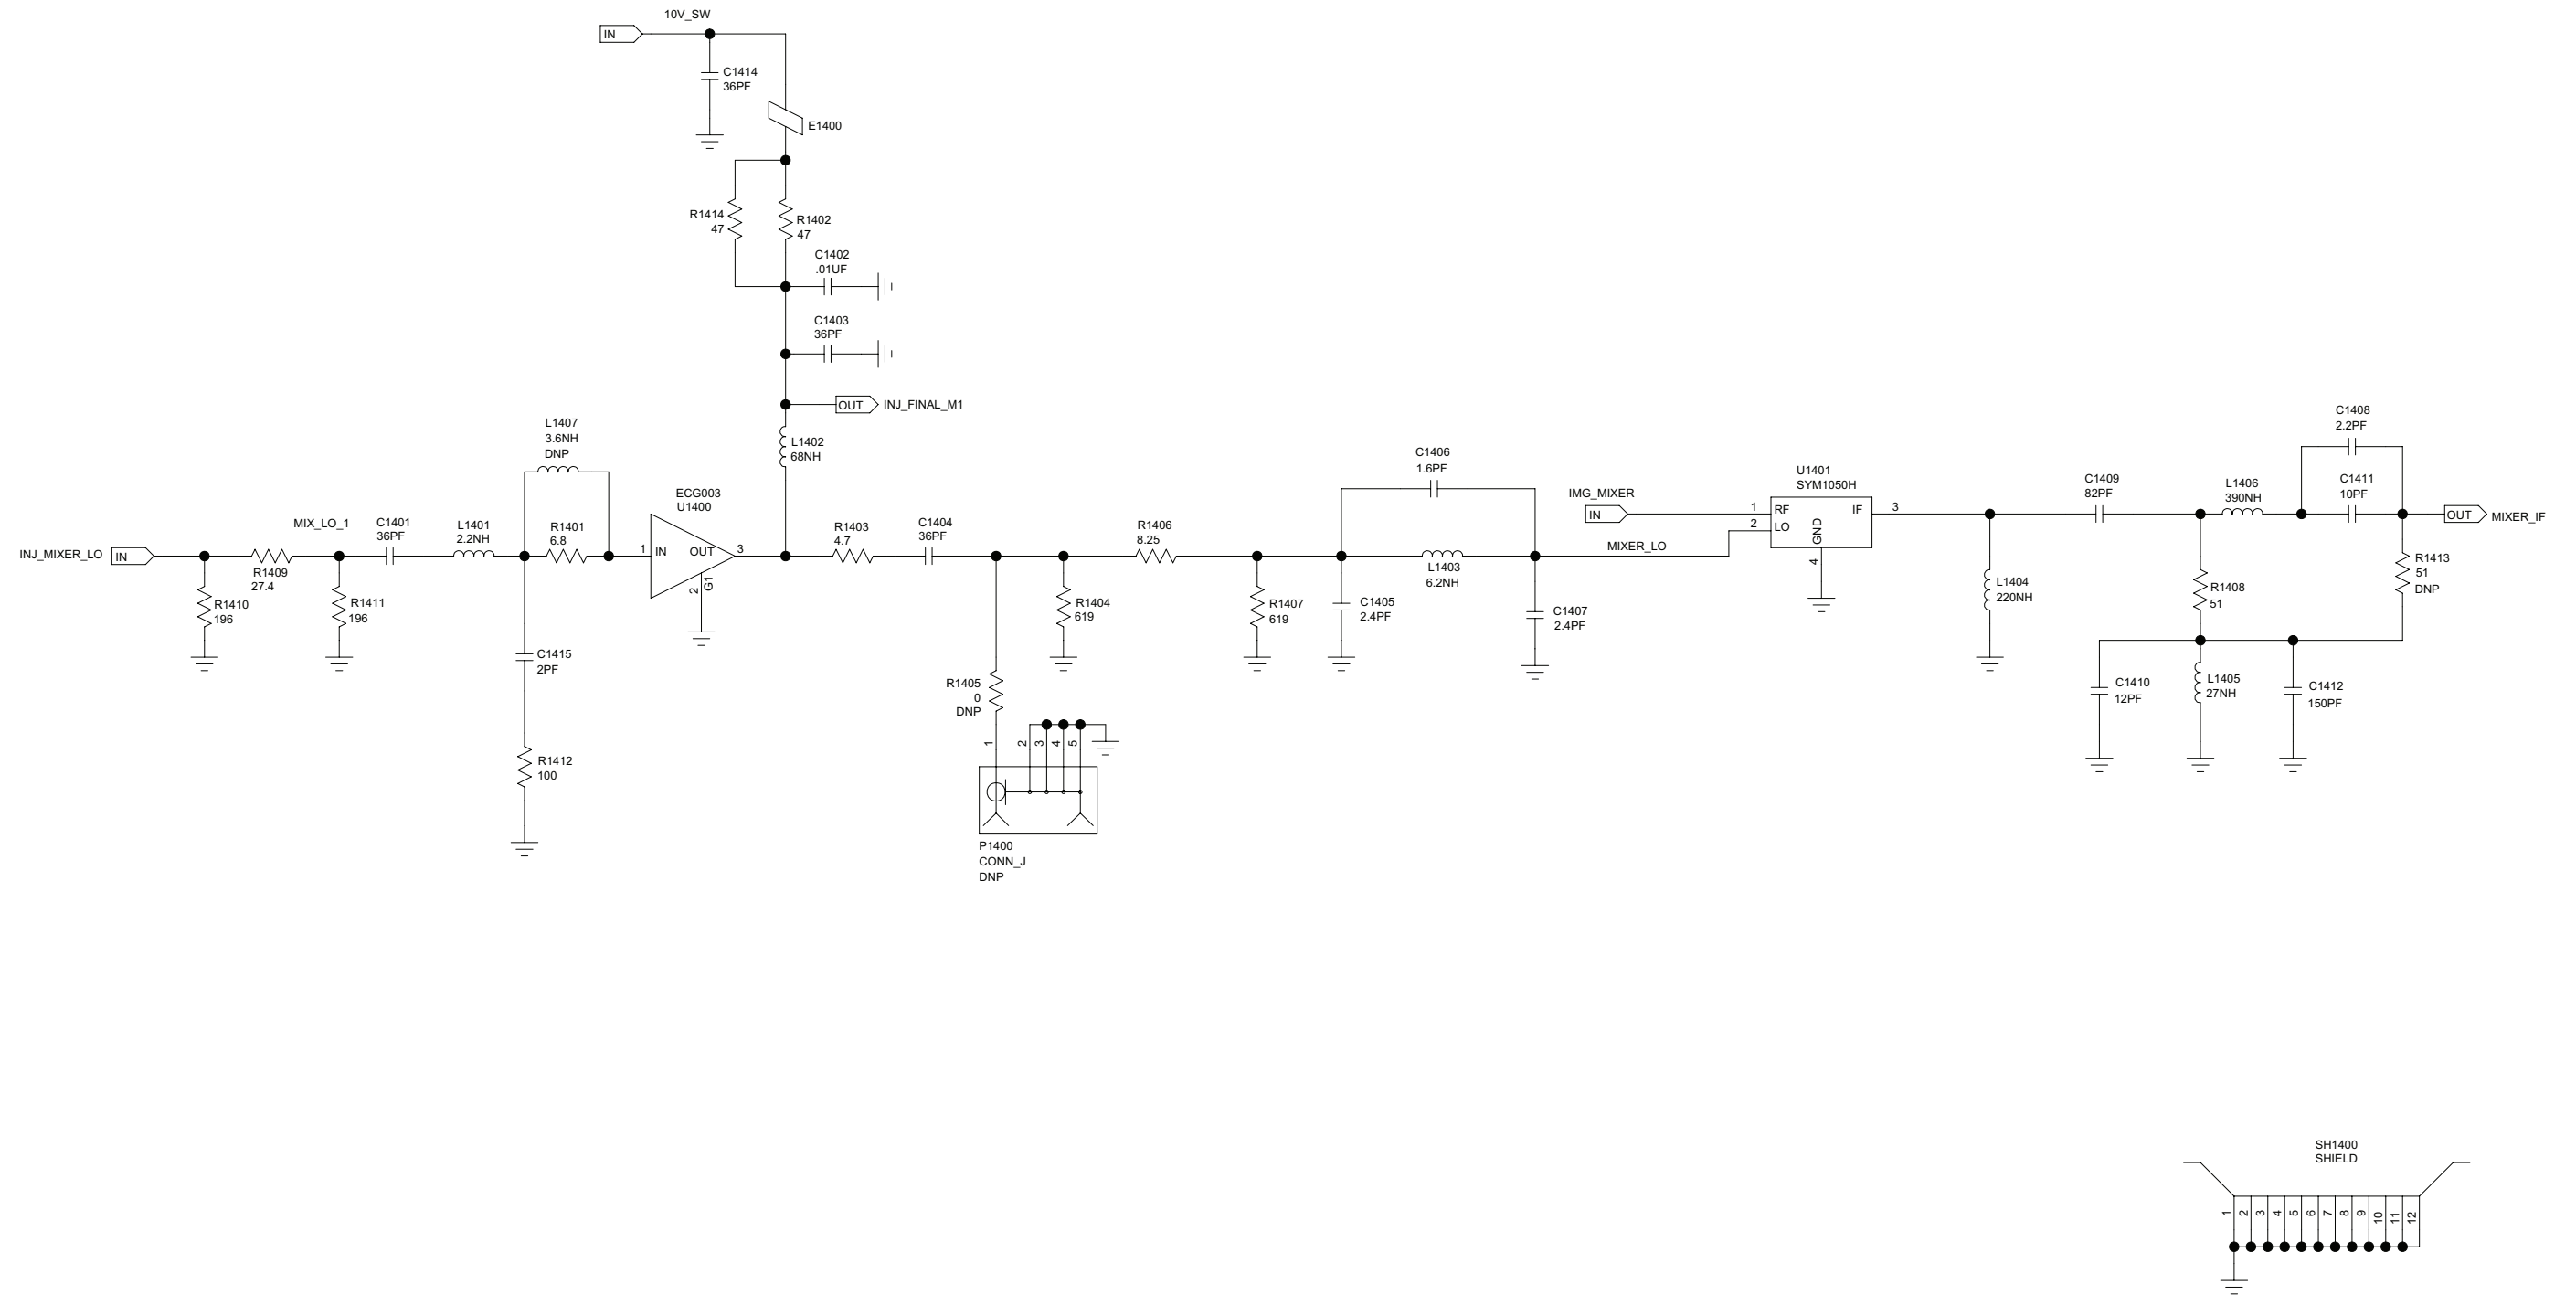 10V_SW
IN
C1414
36PF
E1400
R1414
47
R1402
47
C1402
.01UF
C1403
36PF
OUT
INJ_FINAL_M1
L1402
68NH
L1407
3.6NH
DNP
INJ_MIXER_LO
IN
R1410
196
R1409
27.4
MIX_LO_1
R1411
196
C1401
36PF
L1401
2.2NH
R1401
6.8
C1415
2PF
R1412
100
ECG003
U1400
1
IN
OUT
3
2
G1
R1403
4.7
C1404
36PF
R1405
0
DNP
1
2
3
4
5
P1400
CONN_J
DNP
R1404
619
R1406
8.25
R1407
619
C1405
2.4PF
C1406
1.6PF
L1403
6.2NH
C1407
2.4PF
MIXER_LO
IMG_MIXER
IN
U1401
SYM1050H
1
RF
IF
3
2
LO
GND
4
L1404
220NH
C1409
82PF
R1408
51
L1406
390NH
C1408
2.2PF
C1411
10PF
OUT
MIXER_IF
R1413
51
DNP
C1410
12PF
L1405
27NH
C1412
150PF
SH1400
SHIELD
1
2
3
4
5
6
7
8
9
10
11
12